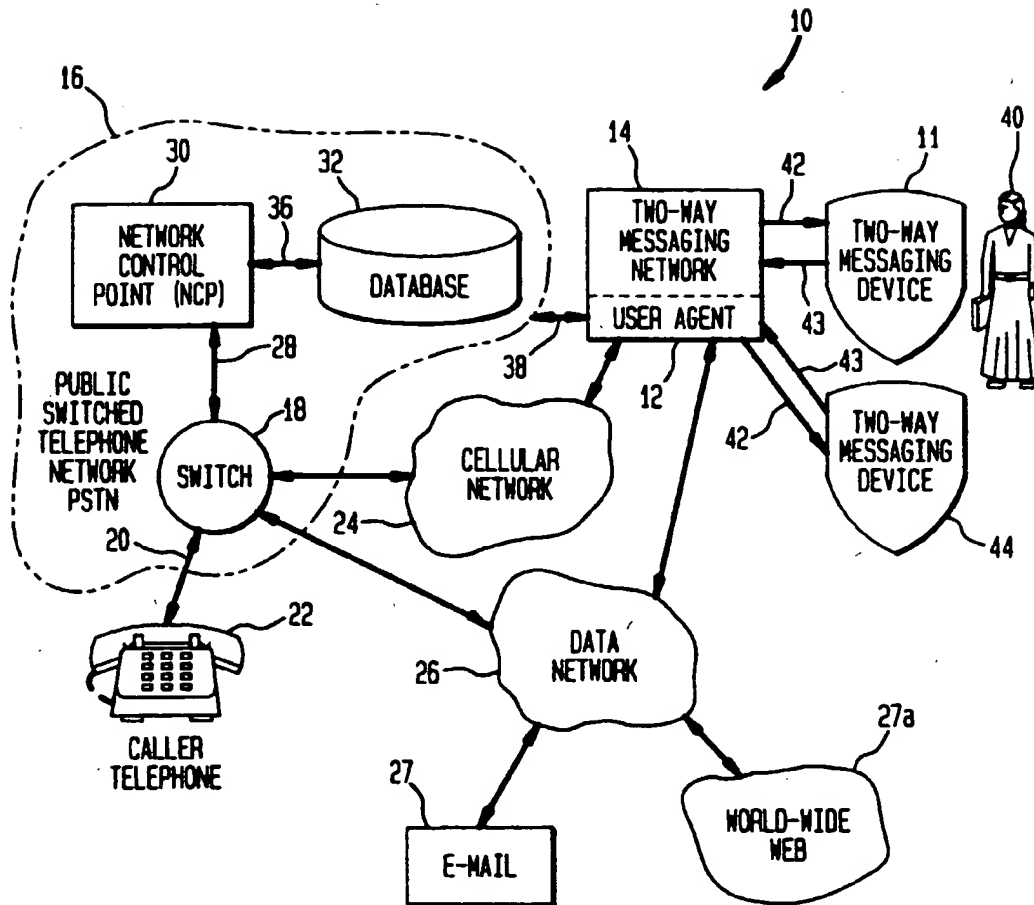 10
16
30
NETWORK
CONTROL
POINT (NCP)
36
32
DATABASE
14
TWO-WAY
MESSAGING
NETWORK
USER AGENT
42
43
11
TWO-WAY
MESSAGING
DEVICE
40
28
38
12
43
42
PUBLIC
SWITCHED
TELEPHONE
NETWORK
PSTN
18
SWITCH
CELLULAR
NETWORK
24
TWO-WAY
MESSAGING
DEVICE
44
20
22
CALLER
TELEPHONE
DATA
NETWORK
26
27
E-MAIL
27a
WORLD-WIDE
WEB